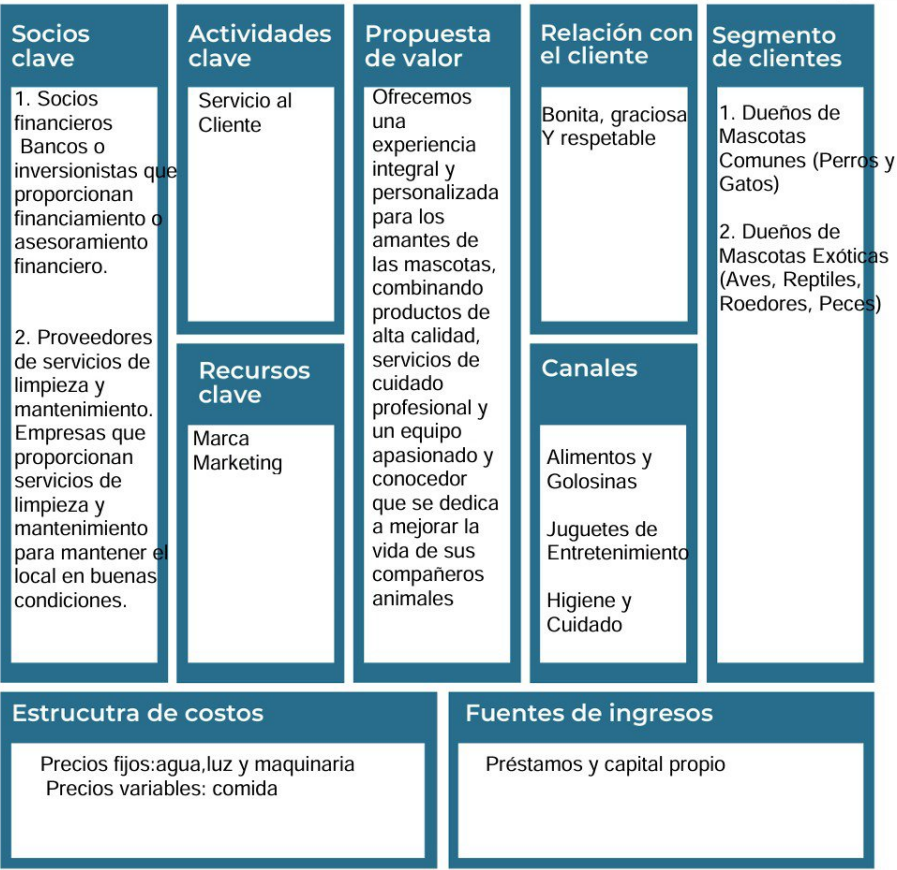 Socios
clave
1. Socios
financieros
Bancos o
inversionistas que
proporcionan
financiamiento o
asesoramiento
financiero.
2. Proveedores
de servicios de
limpieza y
mantenimiento.
Empresas que
proporcionan
servicios de
limpieza y
mantenimiento
para mantener el
local en buenas
condiciones.
Actividades
clave
Servicio al
Cliente
Recursos
clave
Marca
Marketing
Propuesta
de valor
Ofrecemos
una
experiencia
integral y
personalizada
para los
amantes de
las mascotas,
combinando
productos de
alta calidad,
servicios de
cuidado
profesional y
un equipo
apasionado y
conocedor
que se dedica
a mejorar la
vida de sus
compañeros
animales
Relación con
el cliente
Bonita, graciosa
Y respetable
Canales
Alimentos y
Golosinas
Juguetes de
Entretenimiento
Higiene y
Cuidado
Segmento
de clientes
1. Dueños de
Mascotas
Comunes (Perros y
Gatos)
2. Dueños de
Mascotas Exóticas
(Aves, Reptiles,
Roedores, Peces)
Estrucutra de costos
Precios fijos:agua,luz y maquinaria
Precios variables: comida
Fuentes de ingresos
Préstamos y capital propio